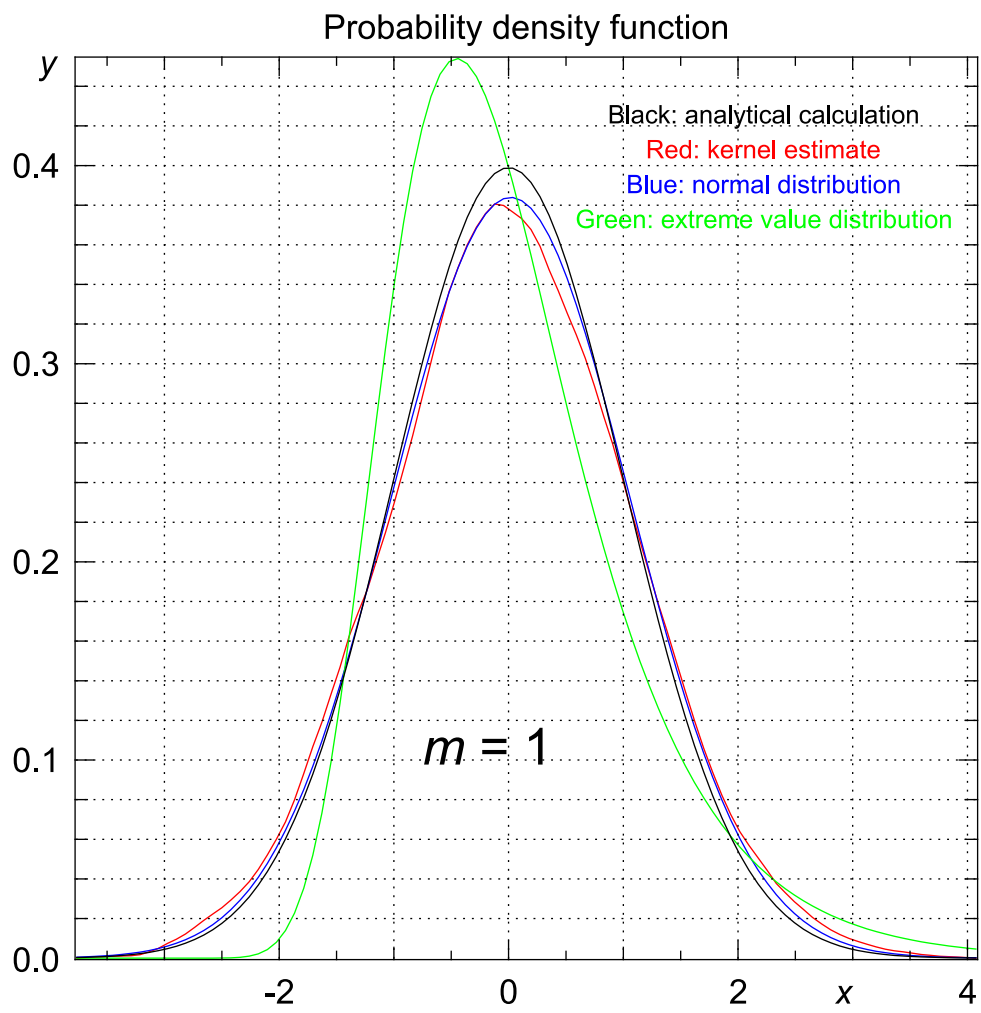 Probability density function
y
Black: analytical calculation
Red: kernel estimate
Blue: normal distribution
Green: extreme value distribution
0.4
0.3
0.2
0.1
m = 1
0.0
-2 0 2 x 4